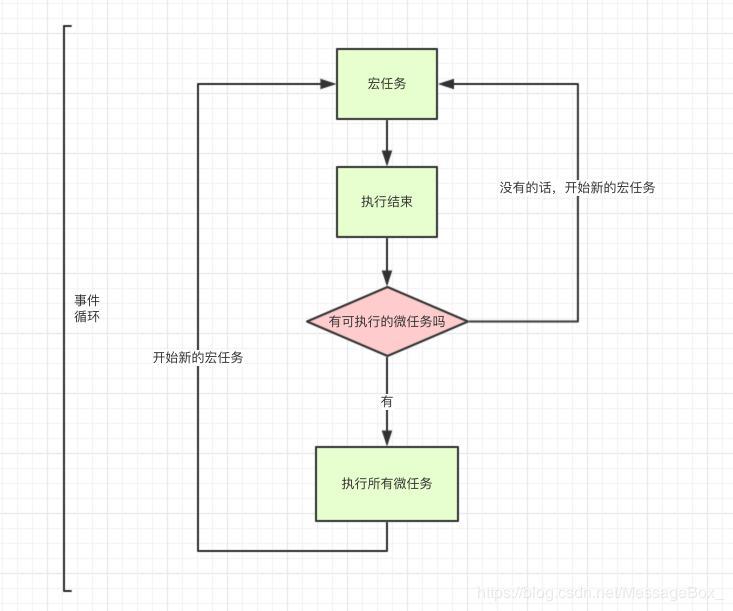 宏任务
没有的话，开始新的宏任务
执行结束
事件
循环
有可执行的微任务吗
开始新的宏任务
有
执行所有微任务
https://blog.csdn.net/MessageBox_